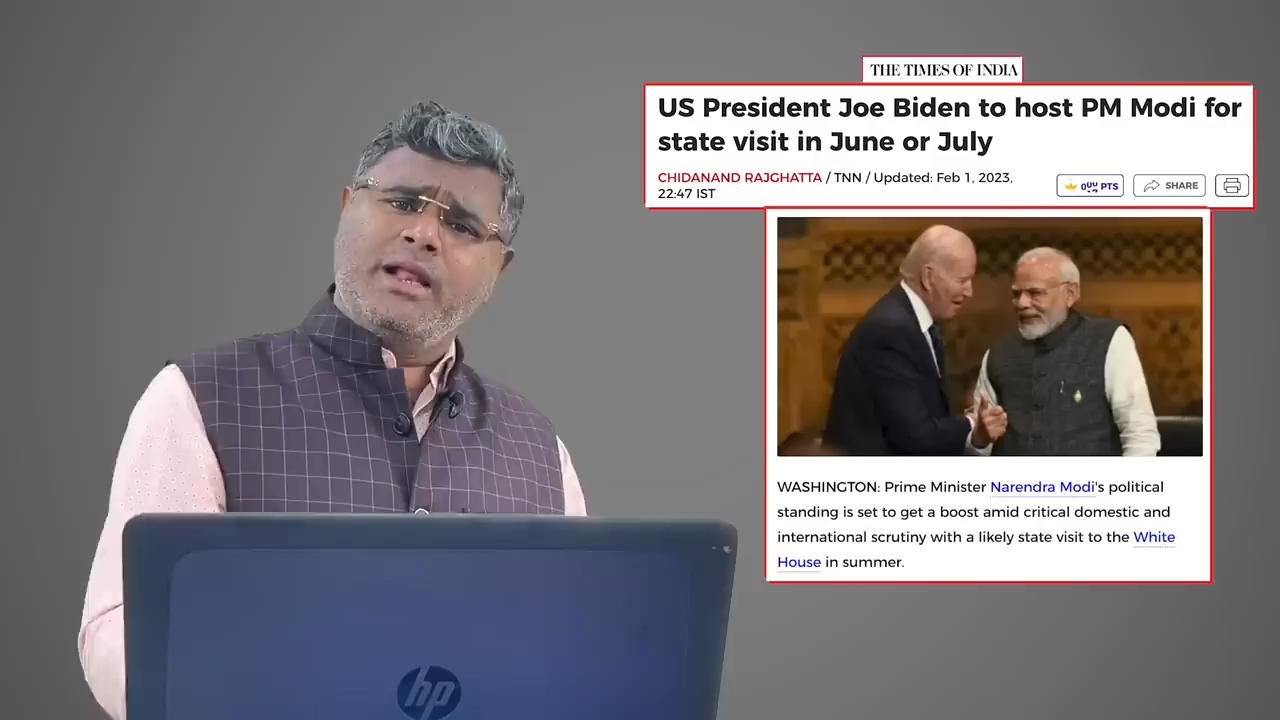 THE TIMES OF INDIA
US President Joe Biden to host PM Modi for
state visit in June or July
CHIDANAND RAJGHATTA / TNN / Updated: Feb 1, 2023,
22:47 IST
PTS
SHARE
WASHINGTON: Prime Minister Narendra Modi's political
standing is set to get a boost amid critical domestic and
international scrutiny with a likely state visit to the White
House in summer.
hp